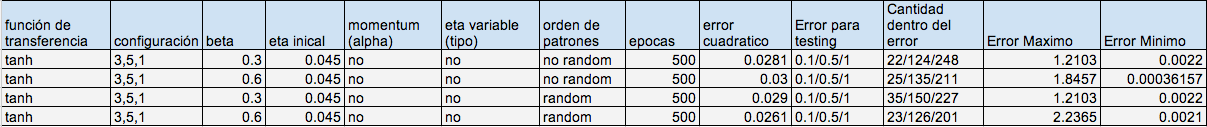 función de transferencia configuración beta eta inical momentum (alpha) eta variable (tipo) orden de patrones epocas error cuadratico Error para testing Cantidad dentro del error Error Maximo Error Minimo
tanh 3,5,1 0.3 0.045 no no no random 500 0.0281 0.1/0.5/1 22/124/248 1.2103 0.0022
tanh 3,5,1 0.6 0.045 no no no random 500 0.03 0.1/0.5/1 25/135/211 1.8457 0.00036157
tanh 3,5,1 0.3 0.045 no no random 500 0.029 0.1/0.5/1 35/150/227 1.2103 0.0022
tanh 3,5,1 0.6 0.045 no no random 500 0.0261 0.1/0.5/1 23/126/201 2.2365 0.0021